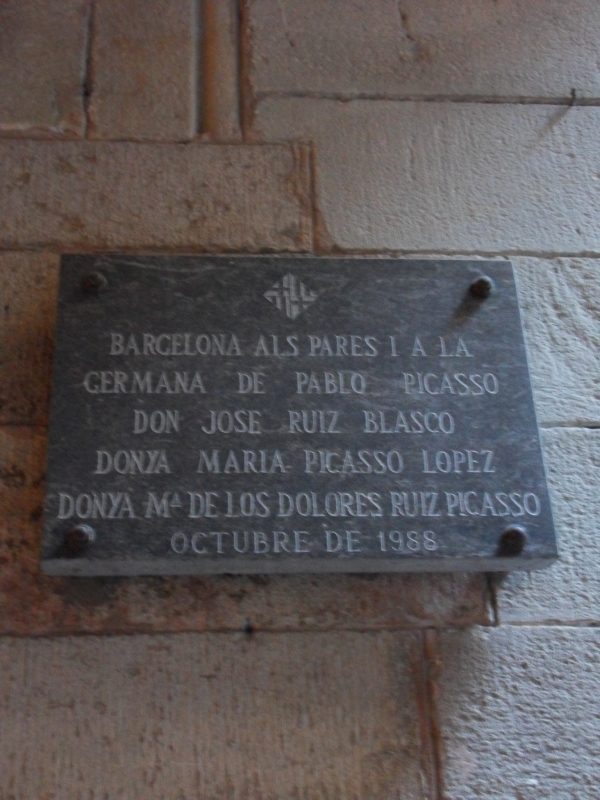 BARCELONA ALS PARES I A LA
GERMANA DE PABLO PICASSO
DON JOSE RUIZ BLASCO
DONYA MARIA PICASSO LOPEZ
DONYA Mª DE LOS DOLORES RUIZ PICASSO
OCTUBRE DE 1988